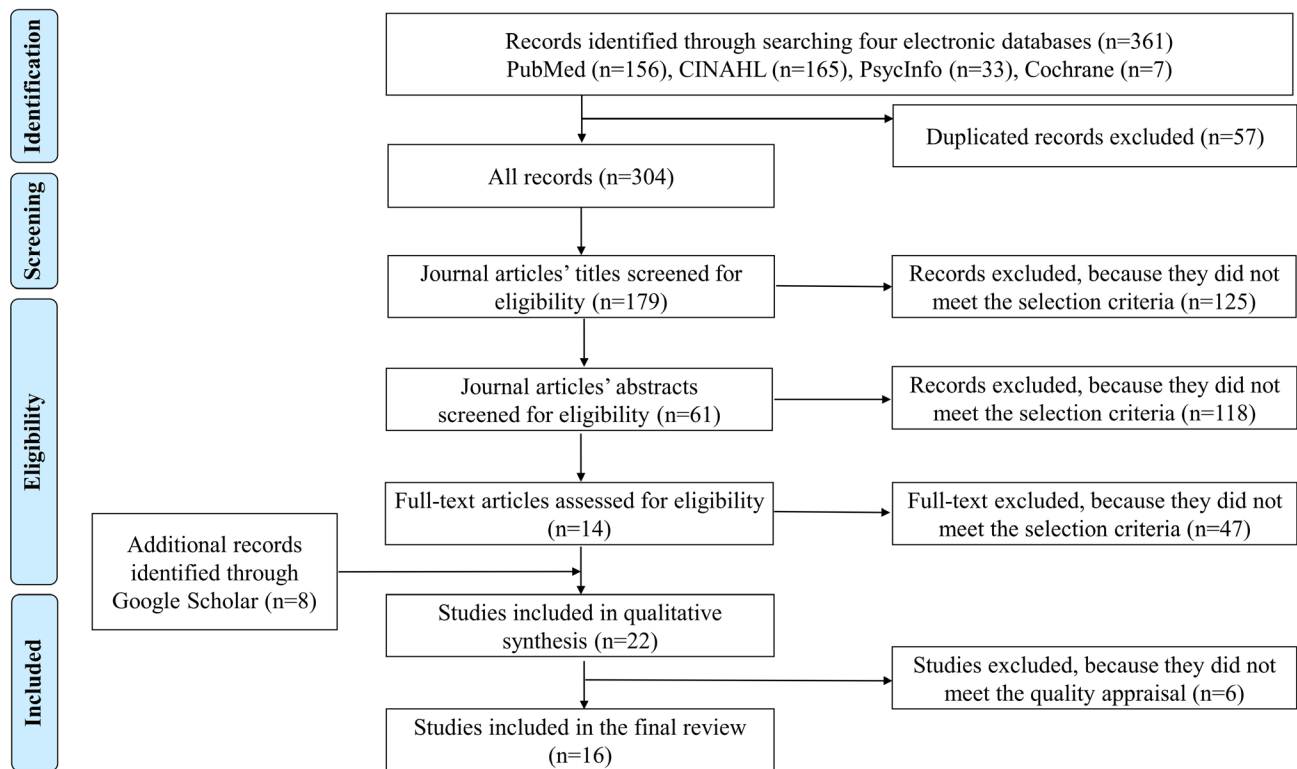 Identification
Records identified through searching four electronic databases (n=361)
PubMed (n=156), CINAHL (n=165), PsycInfo (n=33), Cochrane (n=7)
Duplicated records excluded (n=57)
All records (n=304)
Screening
Journal articles’ titles screened for
eligibility (n=179)
Records excluded, because they did not
meet the selection criteria (n=125)
Eligibility
Journal articles’ abstracts
screened for eligibility (n=61)
Records excluded, because they did not
meet the selection criteria (n=118)
Full-text articles assessed for eligibility
(n=14)
Full-text excluded, because they did not
meet the selection criteria (n=47)
Additional records
identified through
Google Scholar (n=8)
Included
Studies included in qualitative
synthesis (n=22)
Studies excluded, because they did not
meet the quality appraisal (n=6)
Studies included in the final review
(n=16)